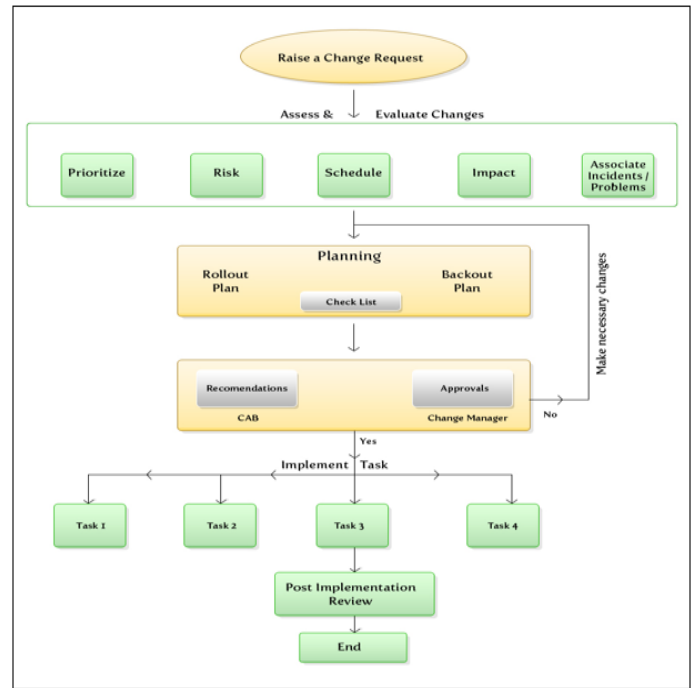 Raise a Change Request
Assess & Evaluate Changes
Prioritize
Risk
Schedule
Impact
Associate
Incidents /
Problems
Planning
Rollout
Plan
Backout
Plan
Check List
Make necessary changes
Recomendations
Approvals
CAB
Change Manager
No
Yes
Implement Task
Task 1
Task 2
Task 3
Task 4
Post Implementation
Review
End